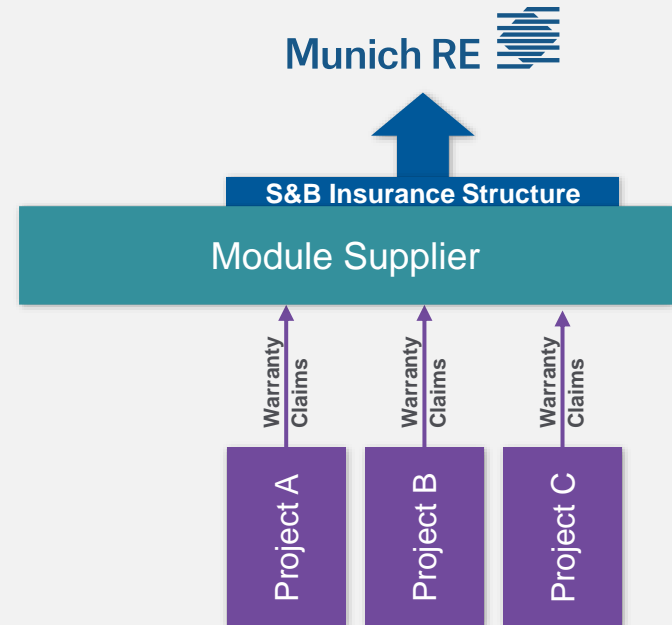 Munich RE
S&B Insurance Structure
Module Supplier
Warranty
Claims
Warranty
Claims
Warranty
Claims
Project A
Project B
Project C